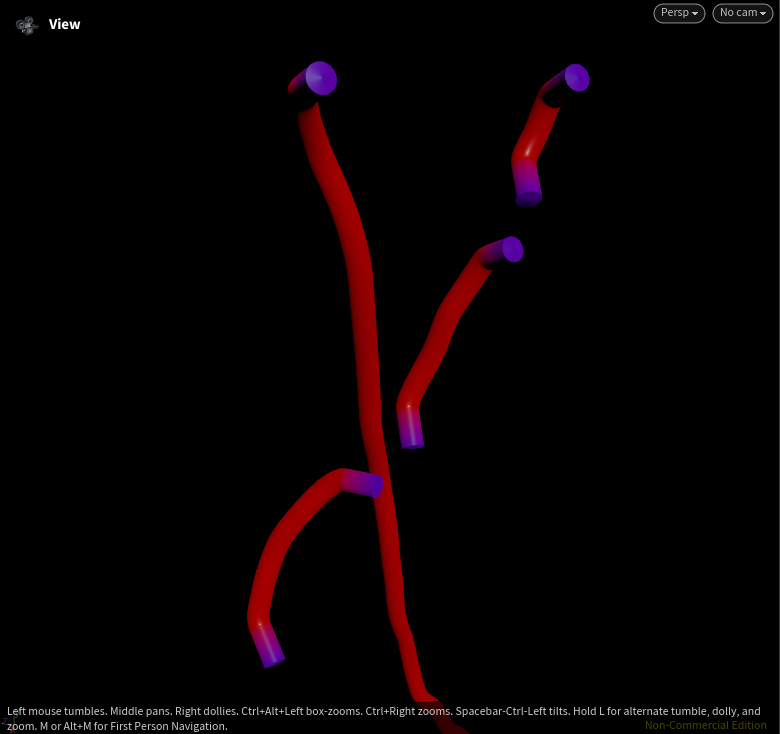 View
Persp
No cam
Left mouse tumbles. Middle pans. Right dollies. Ctrl+Alt+Left box-zooms. Ctrl+Right zooms. Spacebar-Ctrl-Left tilts. Hold L for alternate tumble, dolly, and
zoom. M or Alt+M for First Person Navigation.
Non-Commercial Edition